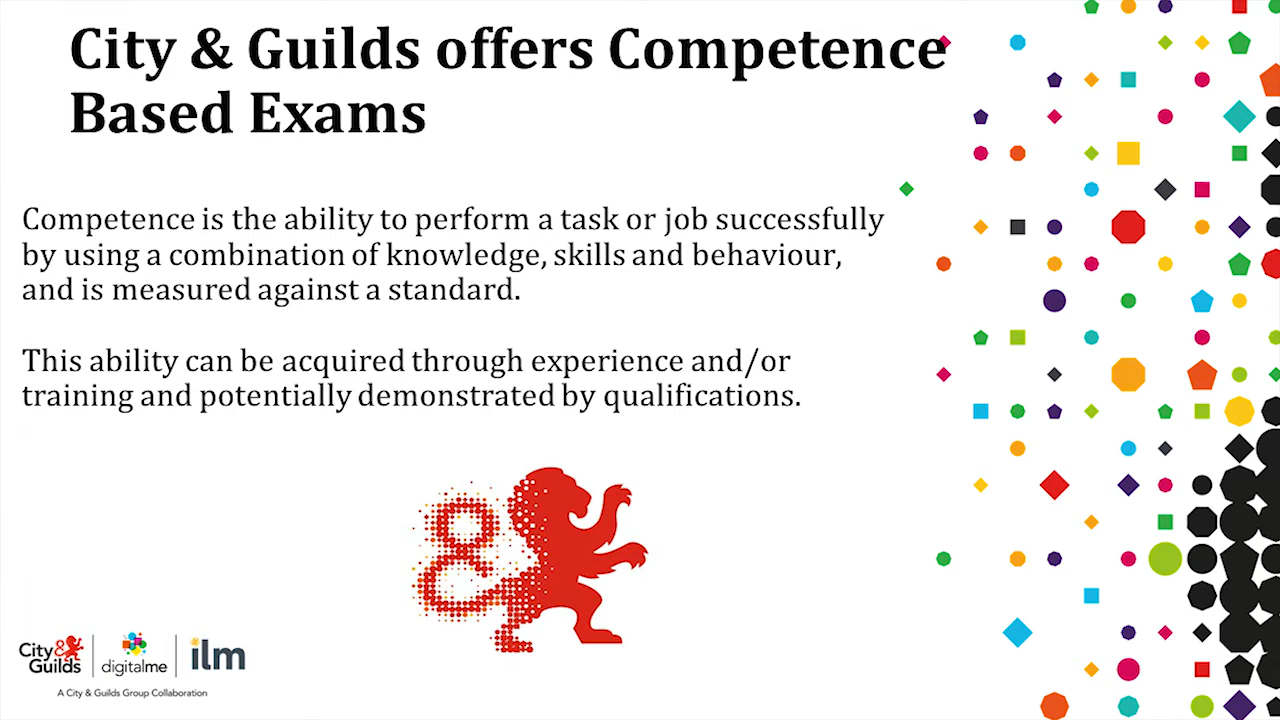 City & Guilds offers Competence
Based Exams
Competence is the ability to perform a task or job successfully
by using a combination of knowledge, skills and behaviour,
and is measured against a standard.
This ability can be acquired through experience and/or
training and potentially demonstrated by qualifications.
City &
Guilds
digitalme
ilm
A City & Guilds Group Collaboration